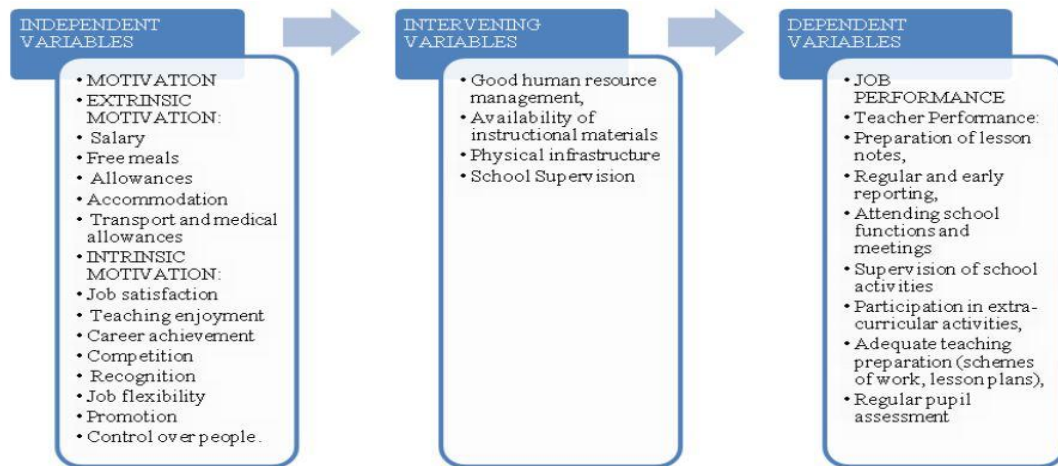 INDEPENDENT
VARIABLES
• MOTIVATION
• EXTRINSIC
MOTIVATION:
• Salary
• Free meals
• Allowances
• Accommodation
• Transport and medical
allowances
• INTRINSIC
MOTIVATION:
• Job satisfaction
• Teaching enjoyment
• Career achievement
• Competition
• Recognition
• Job flexibility
• Promotion
• Control over people.
INTERVENING
VARIABLES
• Good human resource
management,
• Availability of
instructional materials
• Physical infrastructure
• School Supervision
DEPENDENT
VARIABLES
• JOB
PERFORMANCE
• Teacher Performance:
• Preparation of lesson
notes,
• Regular and early
reporting,
• Attending school
functions and
meetings
• Supervision of school
activities
• Participation in extra-
curricular activities,
• Adequate teaching
preparation (schemes
of work, lesson plans),
• Regular pupil
assessment